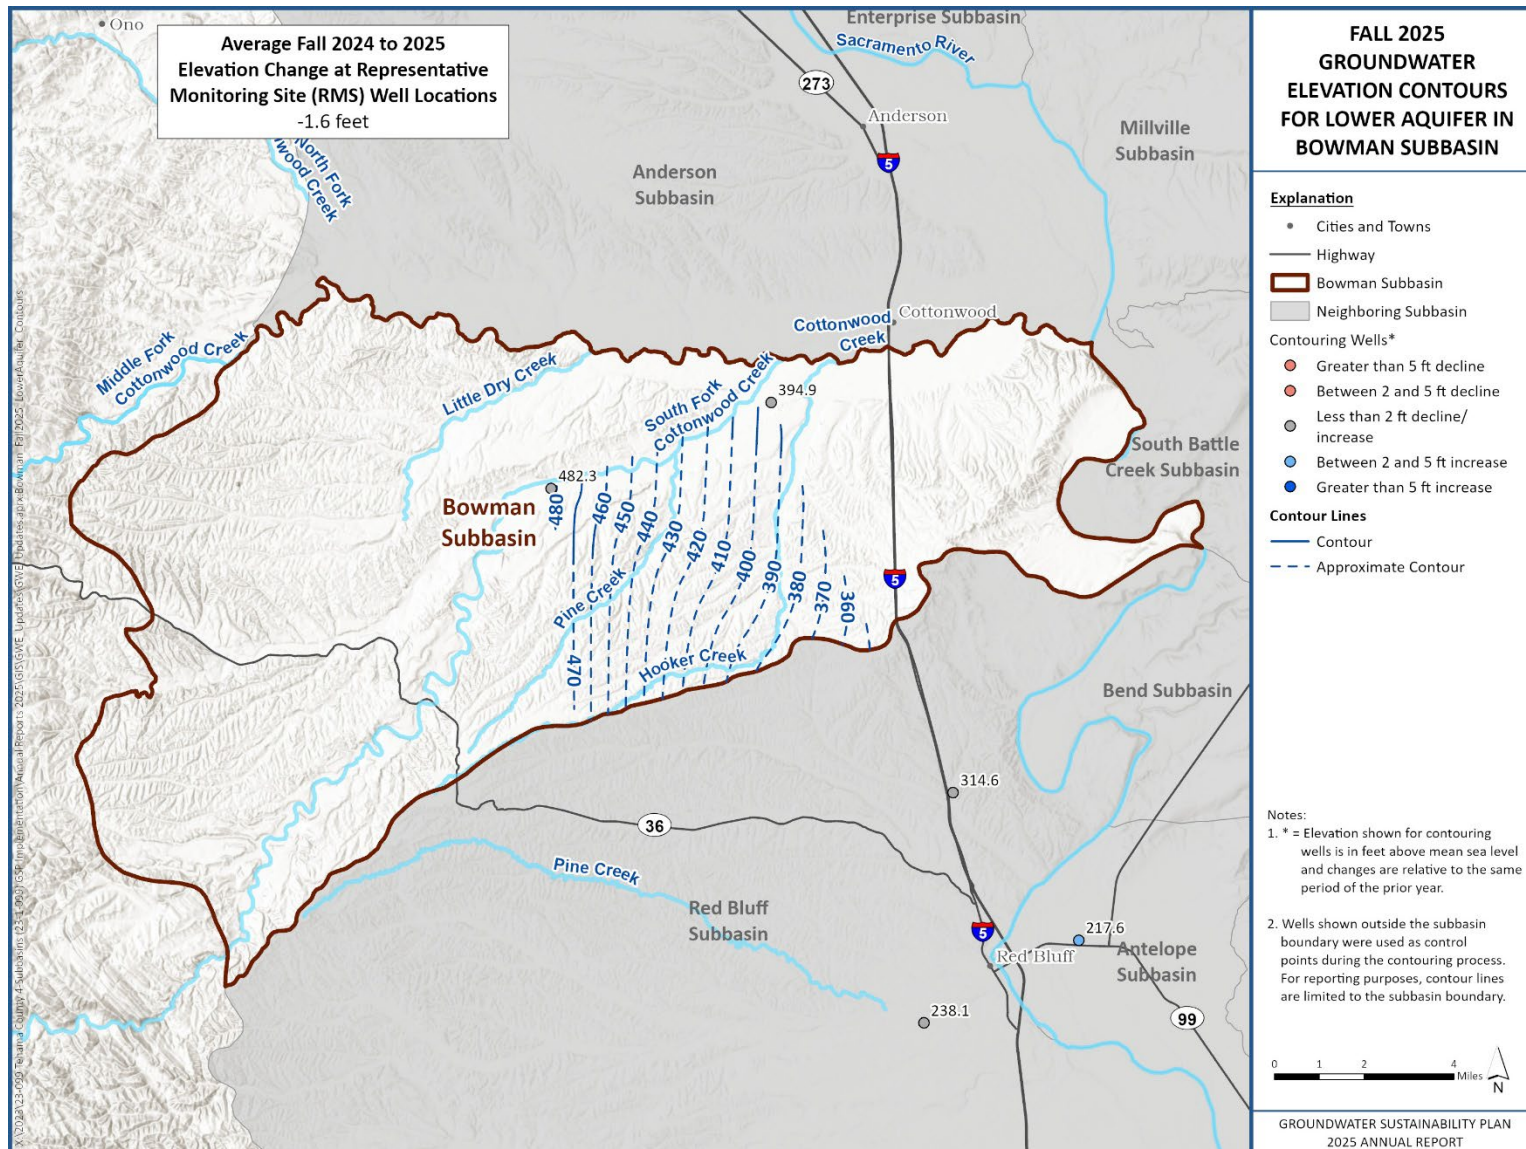 Ono
Average Fall 2024 to 2025
Elevation Change at Representative
Monitoring Site (RMS) Well Locations
-1.6 feet
Enterprise Subbasin
Sacramento River
273
Anderson
5
Millville
Subbasin
Anderson
Subbasin
North Fork
Creek
Middle Fork
Cottonwood Creek
Little Dry Creek
South Fork
Cottonwood Creek
Cottonwood
Creek
Cottonwood
394.9
482.3
South Battle
Creek Subbasin
Bowman
Subbasin
480
470
460
450
440
430
420
410
400
390
380
370
360
5
Pine Creek
Hooker Creek
Bend Subbasin
314.6
36
Pine Creek
Red Bluff
Subbasin
5
Red Bluff
217.6
Antelope
Subbasin
238.1
99
FALL 2025
GROUNDWATER
ELEVATION CONTOURS
FOR LOWER AQUIFER IN
BOWMAN SUBBASIN
Explanation
Cities and Towns
Highway
Bowman Subbasin
Neighboring Subbasin
Contouring Wells*
Greater than 5 ft decline
Between 2 and 5 ft decline
Less than 2 ft decline/
increase
Between 2 and 5 ft increase
Greater than 5 ft increase
Contour Lines
Contour
Approximate Contour
Notes:
1. * = Elevation shown for contouring
wells is in feet above mean sea level
and changes are relative to the same
period of the prior year.
2. Wells shown outside the subbasin
boundary were used as control
points during the contouring process.
For reporting purposes, contour lines
are limited to the subbasin boundary.
0 1 2 4
Miles
N
GROUNDWATER SUSTAINABILITY PLAN
2025 ANNUAL REPORT